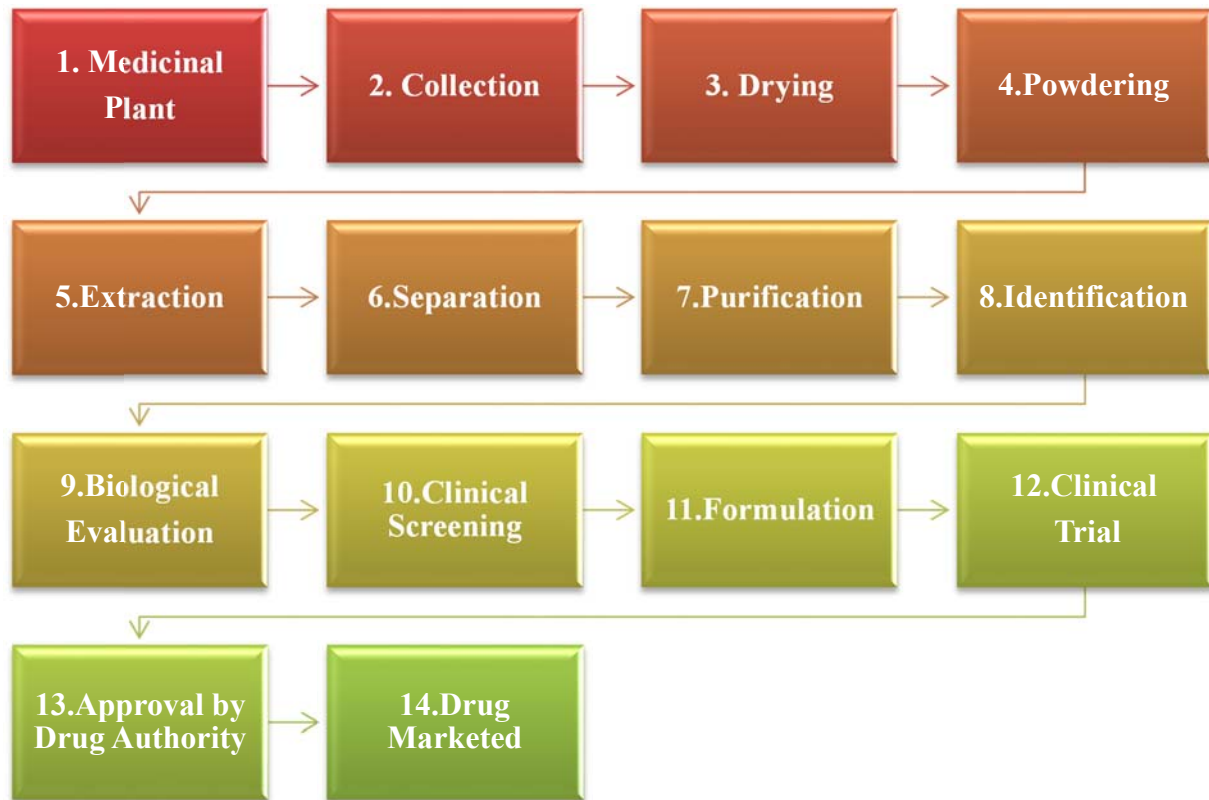 1. Medicinal
Plant
2. Collection
3. Drying
4.Powdering
5.Extraction
6.Separation
7.Purification
8.Identification
9.Biological
Evaluation
10.Clinical
Screening
11.Formulation
12.Clinical
Trial
13.Approval by
Drug Authority
14.Drug
Marketed